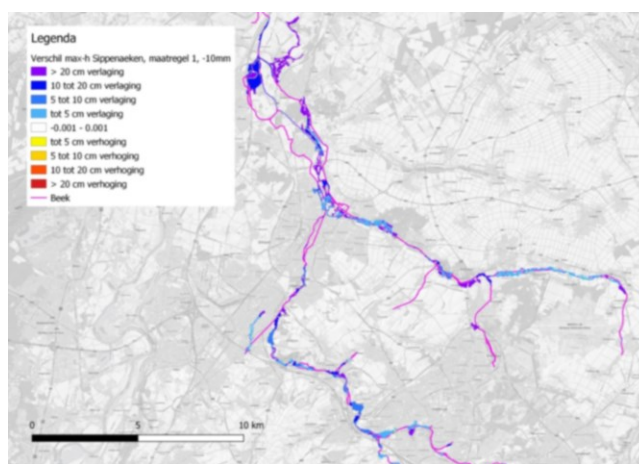 Legenda
Verschil max-h Sippenaeken, maatregel 1, -10mm
> 20 cm verlaging
10 tot 20 cm verlaging
5 tot 10 cm verlaging
tot 5 cm verlaging
-0.001 - 0.001
tot 5 cm verhoging
5 tot 10 cm verhoging
10 tot 20 cm verhoging
> 20 cm verhoging
Beek
0 5 10 km